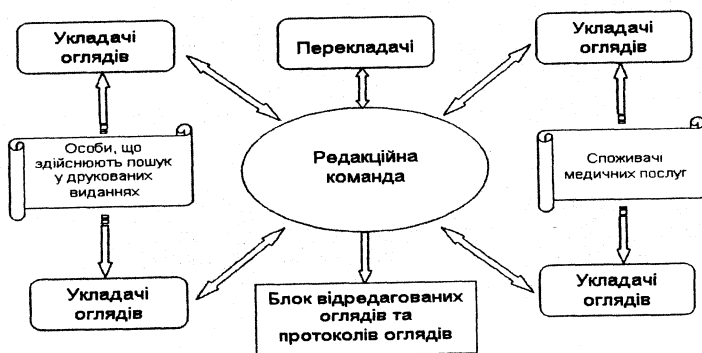 Укладачі
оглядів
Перекладачі
Укладачі
оглядів
Особи, що
здійснюють пошук
у друкованих
виданнях
Редакційна
команда
Споживачі
медичних послуг
Укладачі
оглядів
Блок відредагованих
оглядів та
протоколів оглядів
Укладачі
оглядів